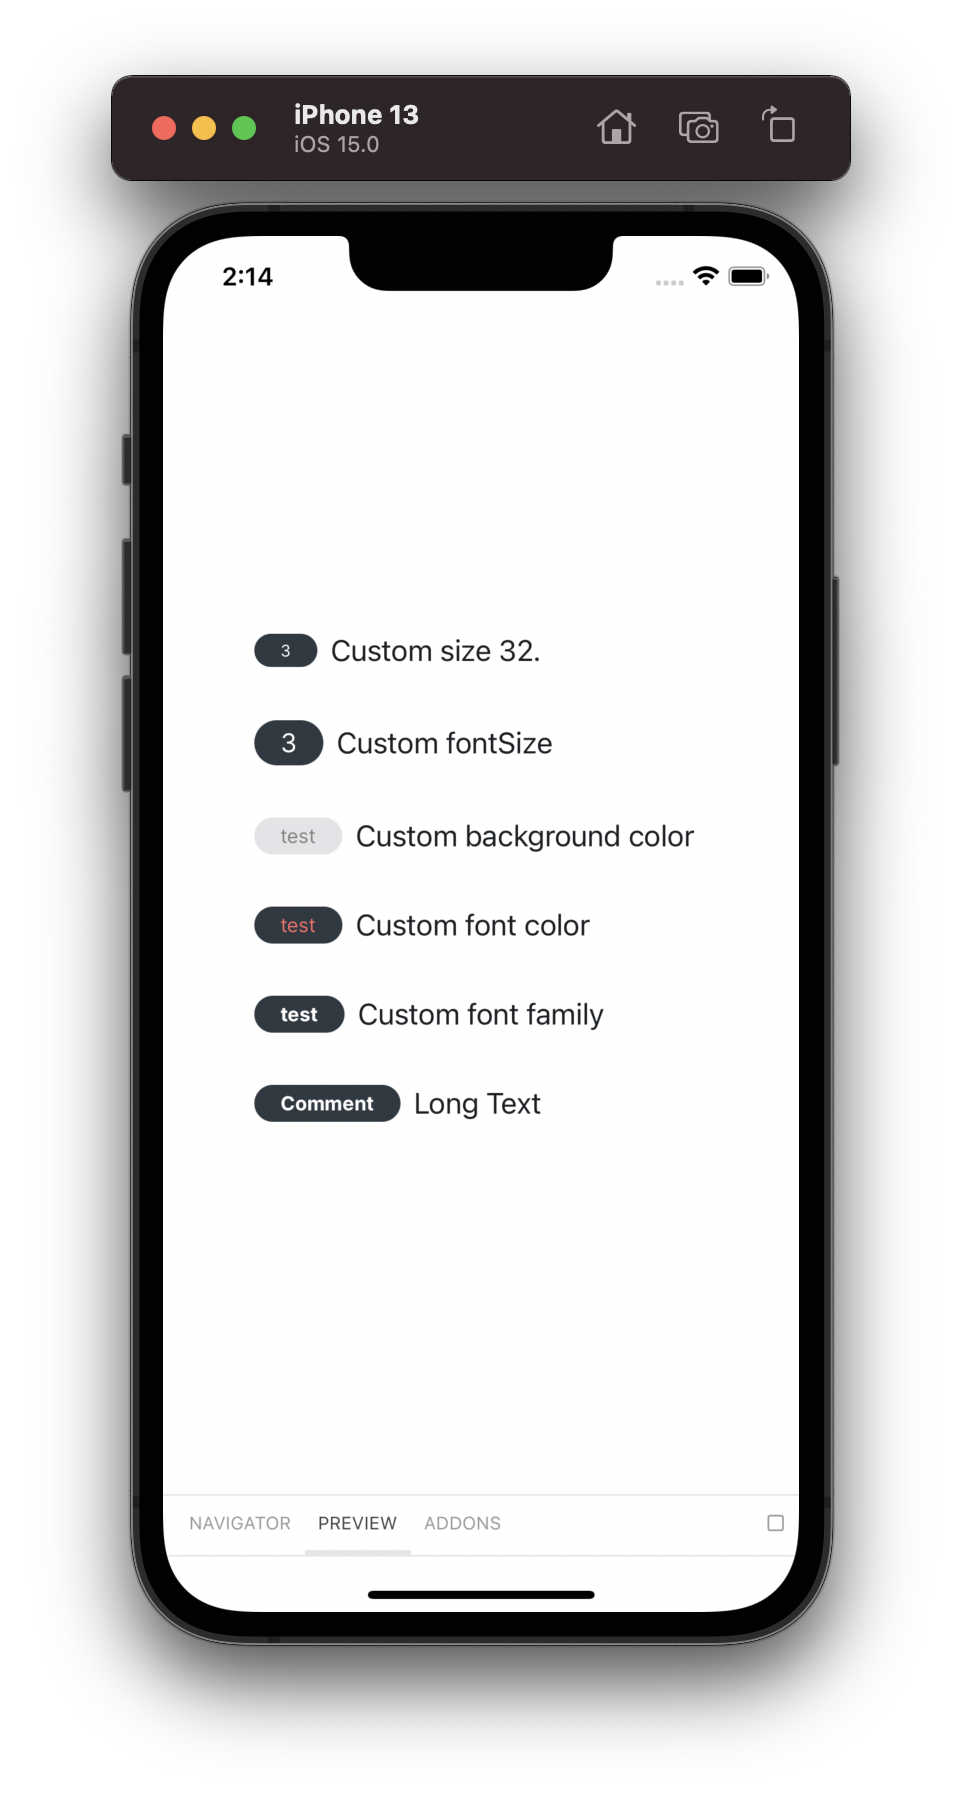 iPhone 13
iOS 15.0
2:14
3 Custom size 32.
3 Custom fontSize
test Custom background color
test Custom font color
test Custom font family
Comment Long Text
NAVIGATOR PREVIEW ADDONS